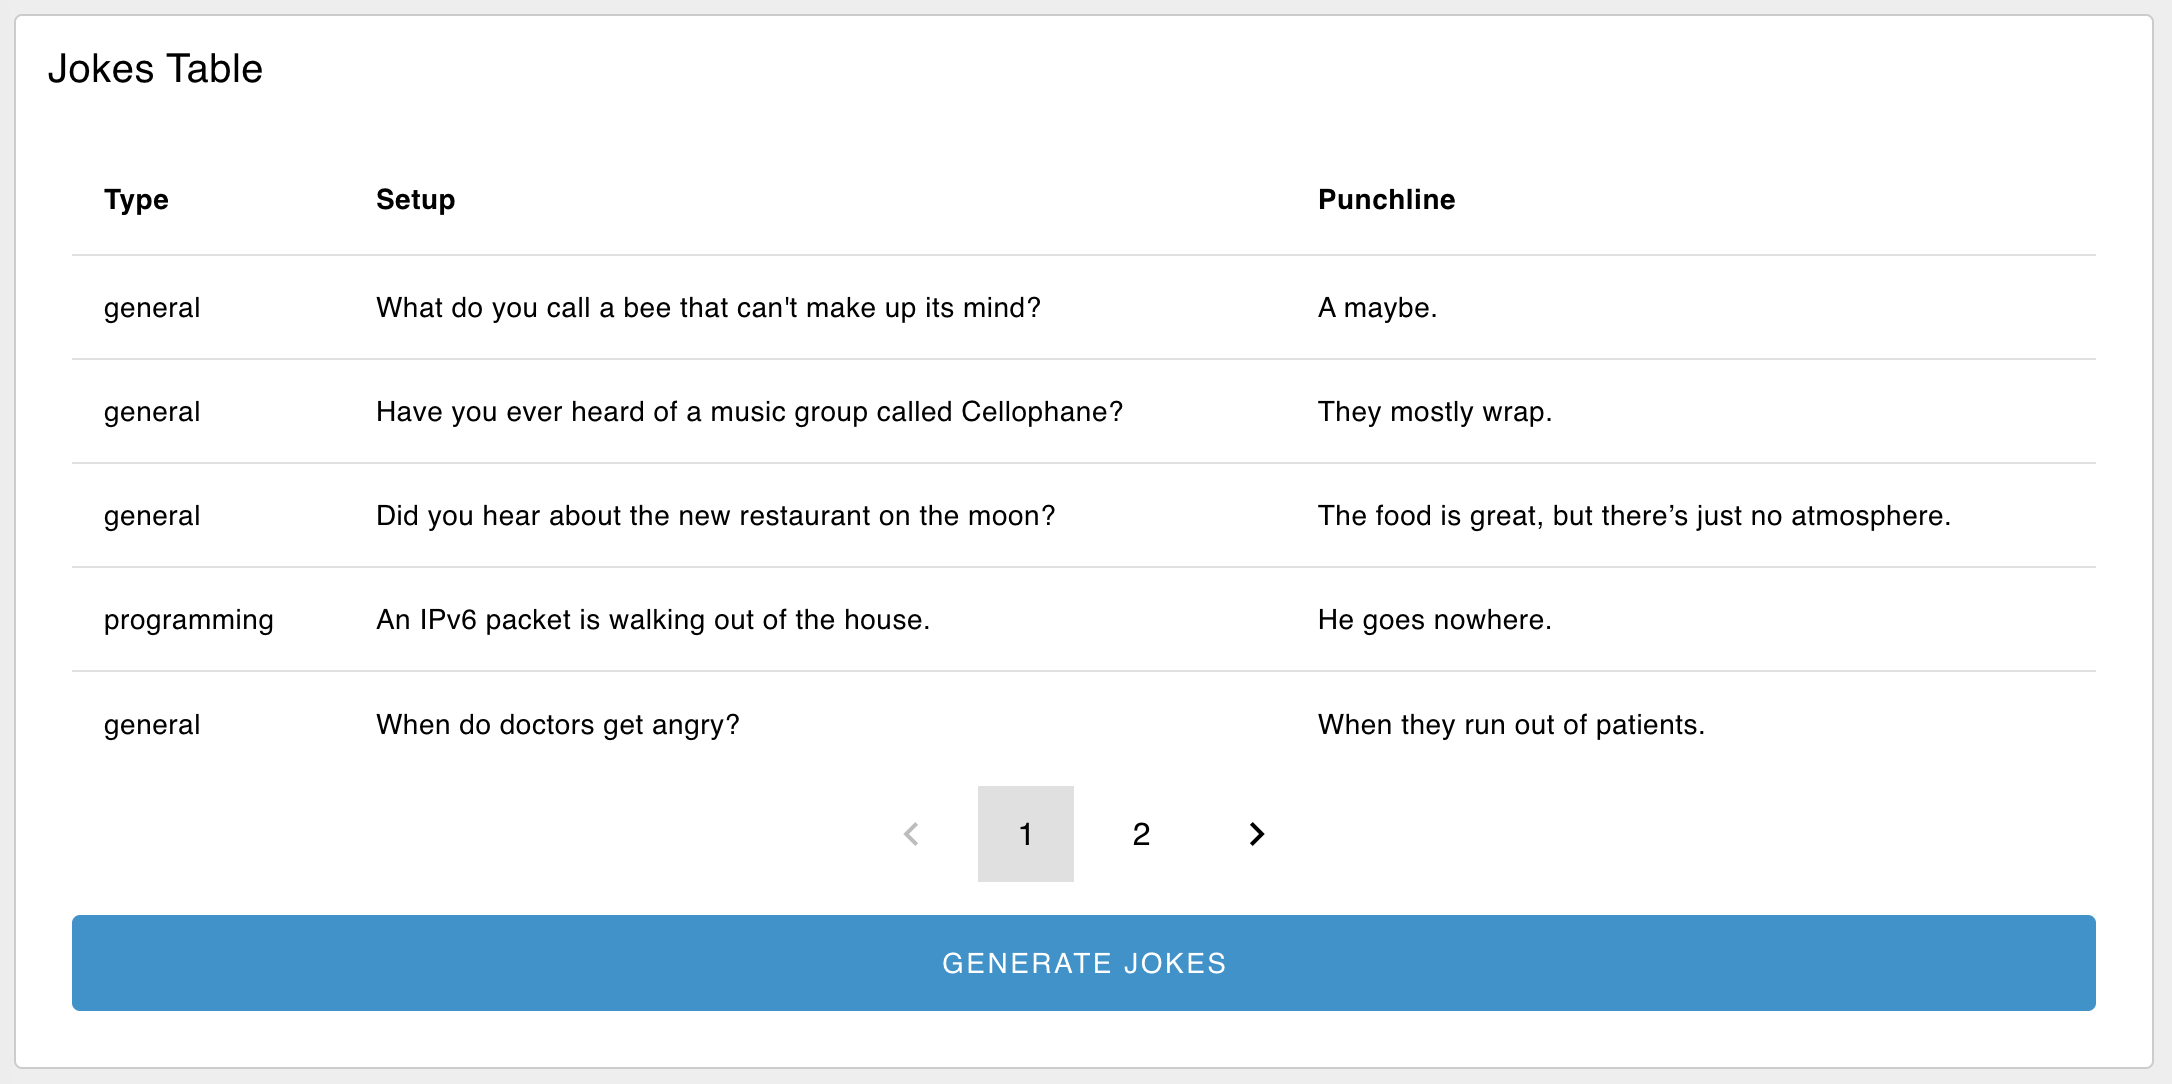 Jokes Table
Type Setup Punchline
general What do you call a bee that can't make up its mind? A maybe.
general Have you ever heard of a music group called Cellophane? They mostly wrap.
general Did you hear about the new restaurant on the moon? The food is great, but there’s just no atmosphere.
programming An IPv6 packet is walking out of the house. He goes nowhere.
general When do doctors get angry? When they run out of patients.
1 2
GENERATE JOKES